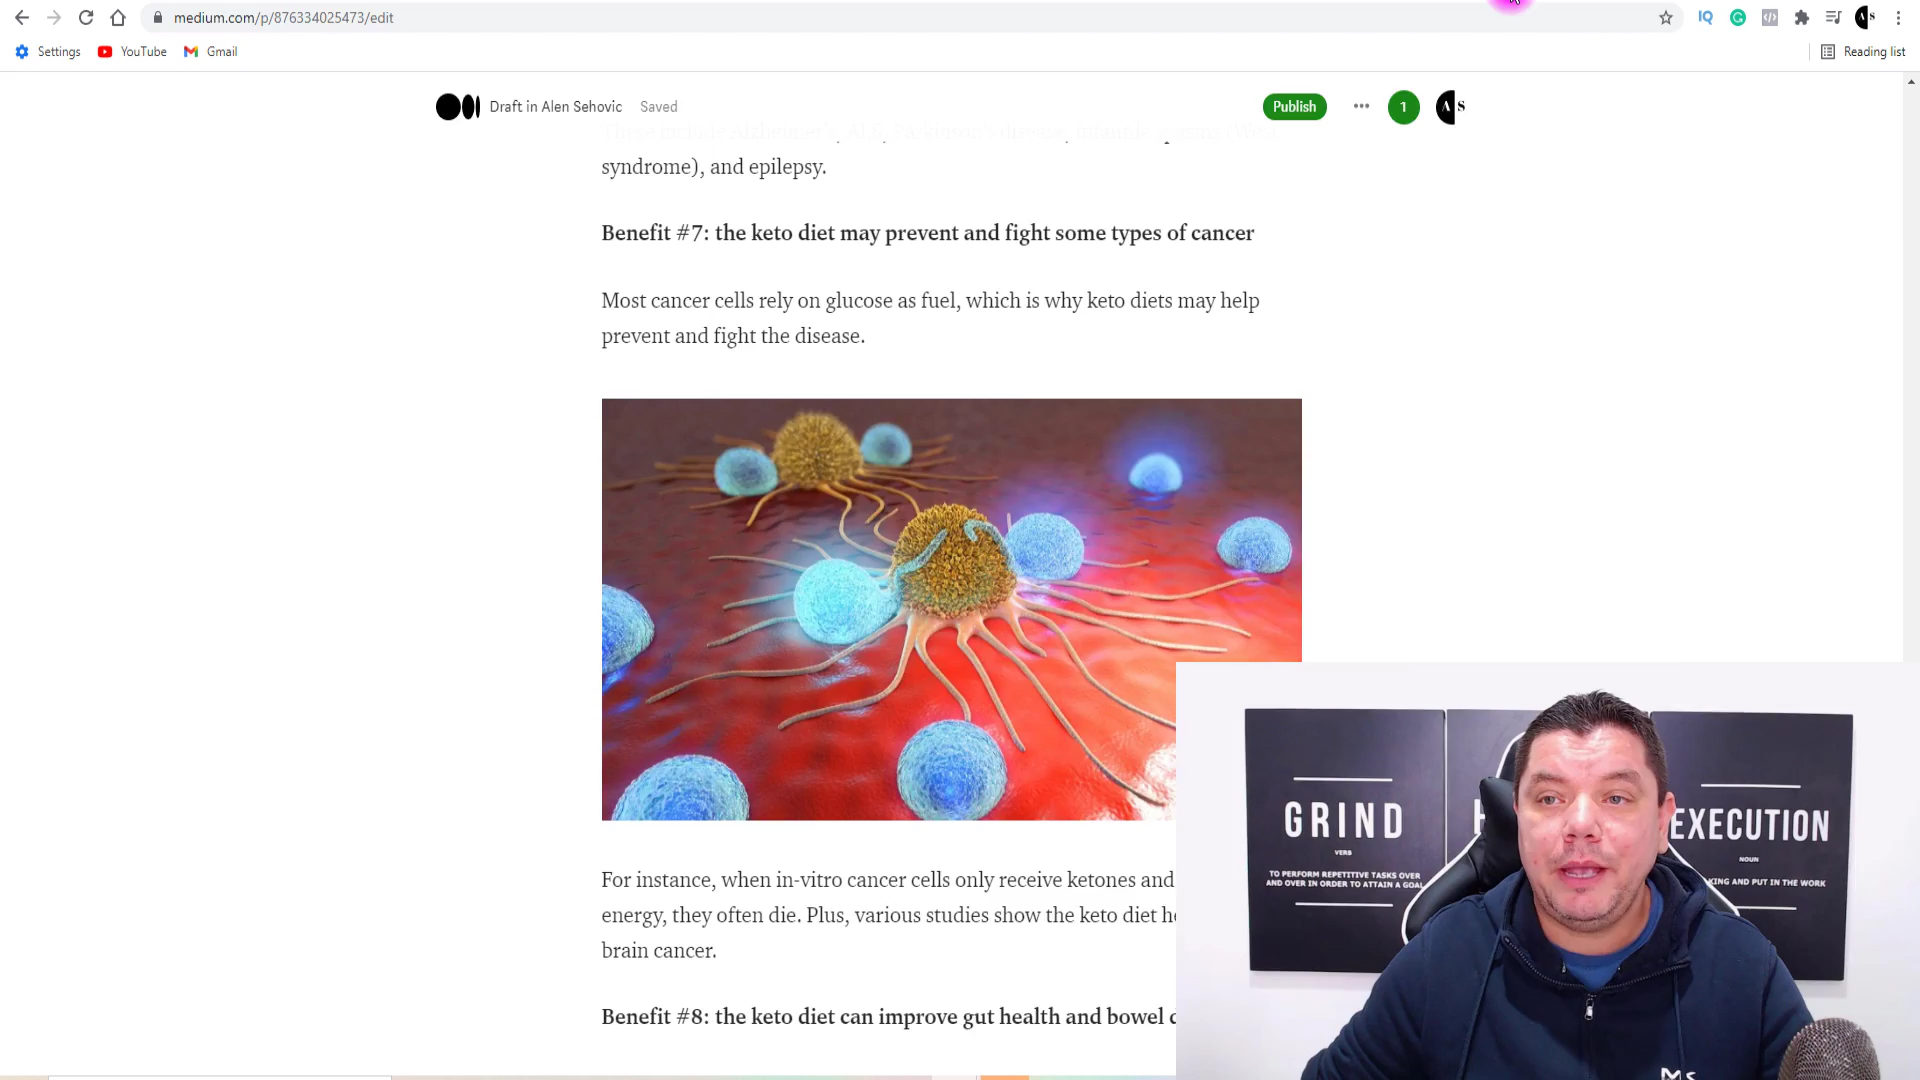 medium.com/p/876334025473/edit
Settings
YouTube
Gmail
Reading list
Draft in Alen Sehovic
Saved
Publish
1
A S
syndrome), and epilepsy.
Benefit #7: the keto diet may prevent and fight some types of cancer
Most cancer cells rely on glucose as fuel, which is why keto diets may help
prevent and fight the disease.
For instance, when in-vitro cancer cells only receive ketones and
energy, they often die. Plus, various studies show the keto diet
brain cancer.
Benefit #8: the keto diet can improve gut health and bowel
GRIND
VERB
TO PERFORM REPETITIVE TASKS OVER
AND OVER IN ORDER TO ATTAIN A GOAL
EXECUTION
NOUN
AND PUT IN THE WORK